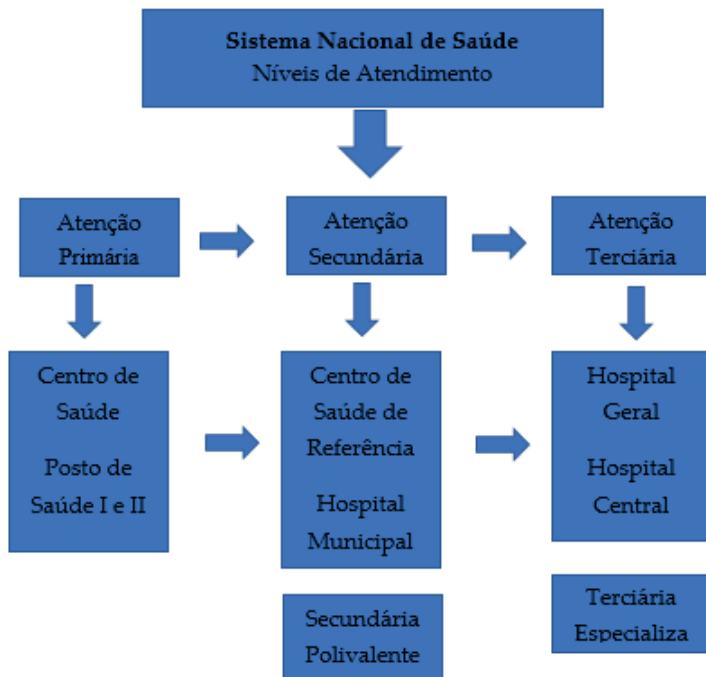 Sistema Nacional de Saúde
Níveis de Atendimento
Atenção
Primária
Atenção
Secundária
Atenção
Terciária
Centro de
Saúde
Posto de
Saúde I e II
Centro de
Saúde de
Referência
Hospital
Municipal
Hospital
Geral
Hospital
Central
Secundária
Polivalente
Terciária
Especializa